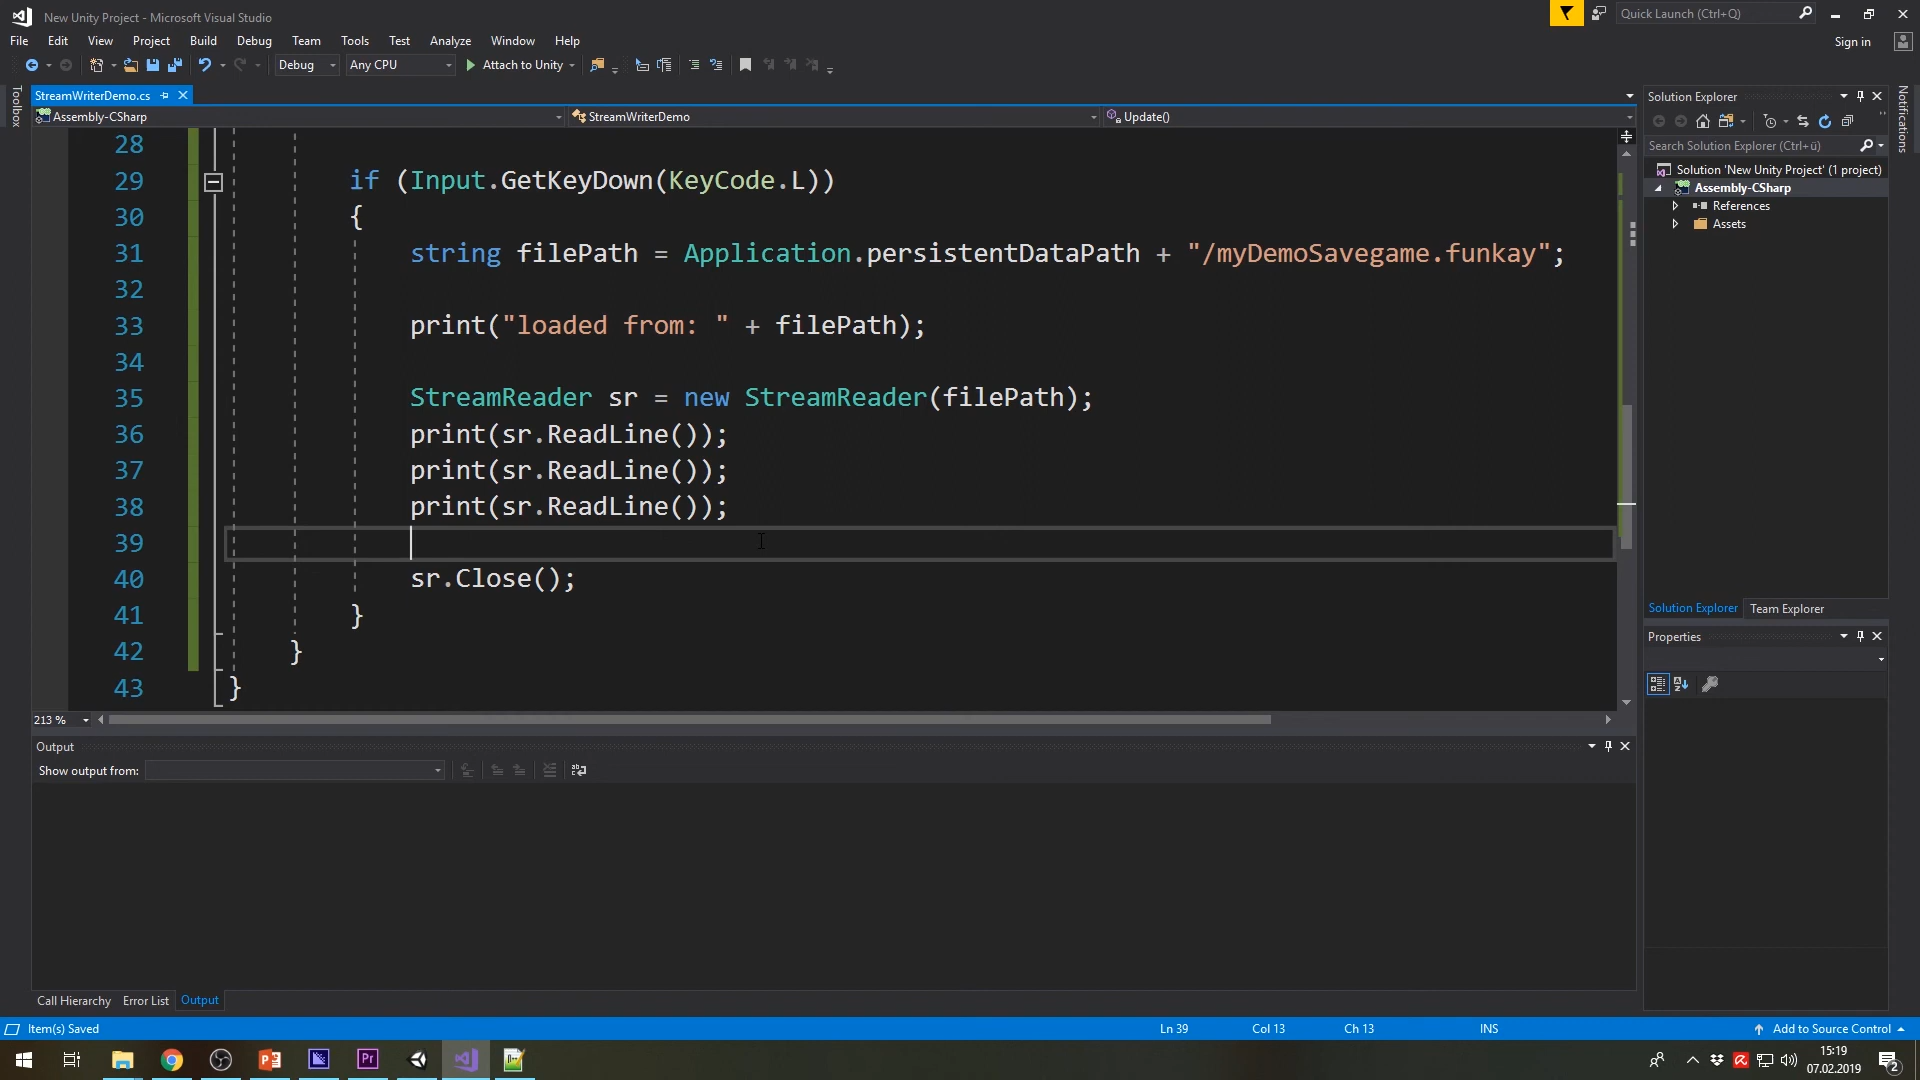 New Unity Project - Microsoft Visual Studio
Quick Launch (Ctrl+Q)
File Edit View Project Build Debug Team Tools Test Analyze Window Help
Sign in
Debug Any CPU Attach to Unity
Toolbox
StreamWriterDemo.cs
Assembly-CSharp StreamWriterDemo Update()
28
29 if (Input.GetKeyDown(KeyCode.L))
30 {
31 string filePath = Application.persistentDataPath + "/myDemoSavegame.funkay";
32
33 print("loaded from: " + filePath);
34
35 StreamReader sr = new StreamReader(filePath);
36 print(sr.ReadLine());
37 print(sr.ReadLine());
38 print(sr.ReadLine());
39
40 sr.Close();
41 }
42 }
43 }
213 %
Solution Explorer
Search Solution Explorer (Ctrl+ü)
Solution 'New Unity Project' (1 project)
Assembly-CSharp
References
Assets
Solution Explorer Team Explorer
Properties
Notifications
Output
Show output from:
Call Hierarchy Error List Output
Item(s) Saved Ln 39 Col 13 Ch 13 INS Add to Source Control
Pr
15:19
07.02.2019
2